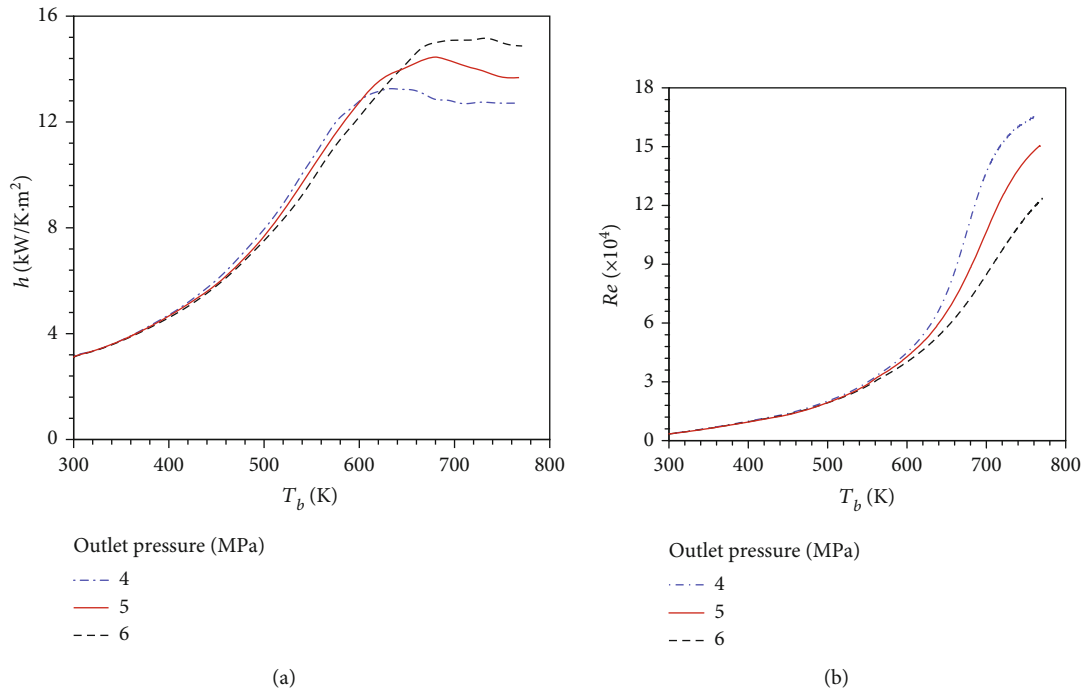 16
12
8
4
0
h (kW/K·m²)
300 400 500 600 700 800
T_b (K)
Outlet pressure (MPa)
4
5
6
(a)
18
15
12
9
6
3
0
Re (×10⁴)
300 400 500 600 700 800
T_b (K)
Outlet pressure (MPa)
4
5
6
(b)